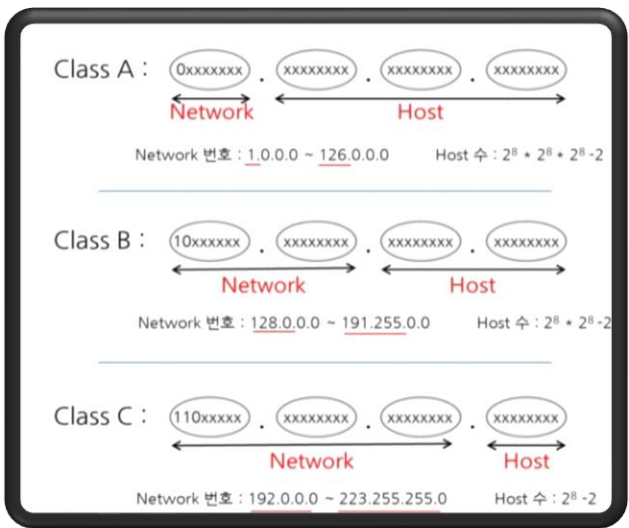 Class A : 0xxxxxxx . xxxxxxxx . xxxxxxxx . xxxxxxxx
Network Host
Network 번호 : 1.0.0.0 ~ 126.0.0.0 Host 수 : 2⁸ * 2⁸ * 2⁸ -2
Class B : 10xxxxxx . xxxxxxxx . xxxxxxxx . xxxxxxxx
Network Host
Network 번호 : 128.0.0.0 ~ 191.255.0.0 Host 수 : 2⁸ * 2⁸ -2
Class C : 110xxxxx . xxxxxxxx . xxxxxxxx . xxxxxxxx
Network Host
Network 번호 : 192.0.0.0 ~ 223.255.255.0 Host 수 : 2⁸ -2